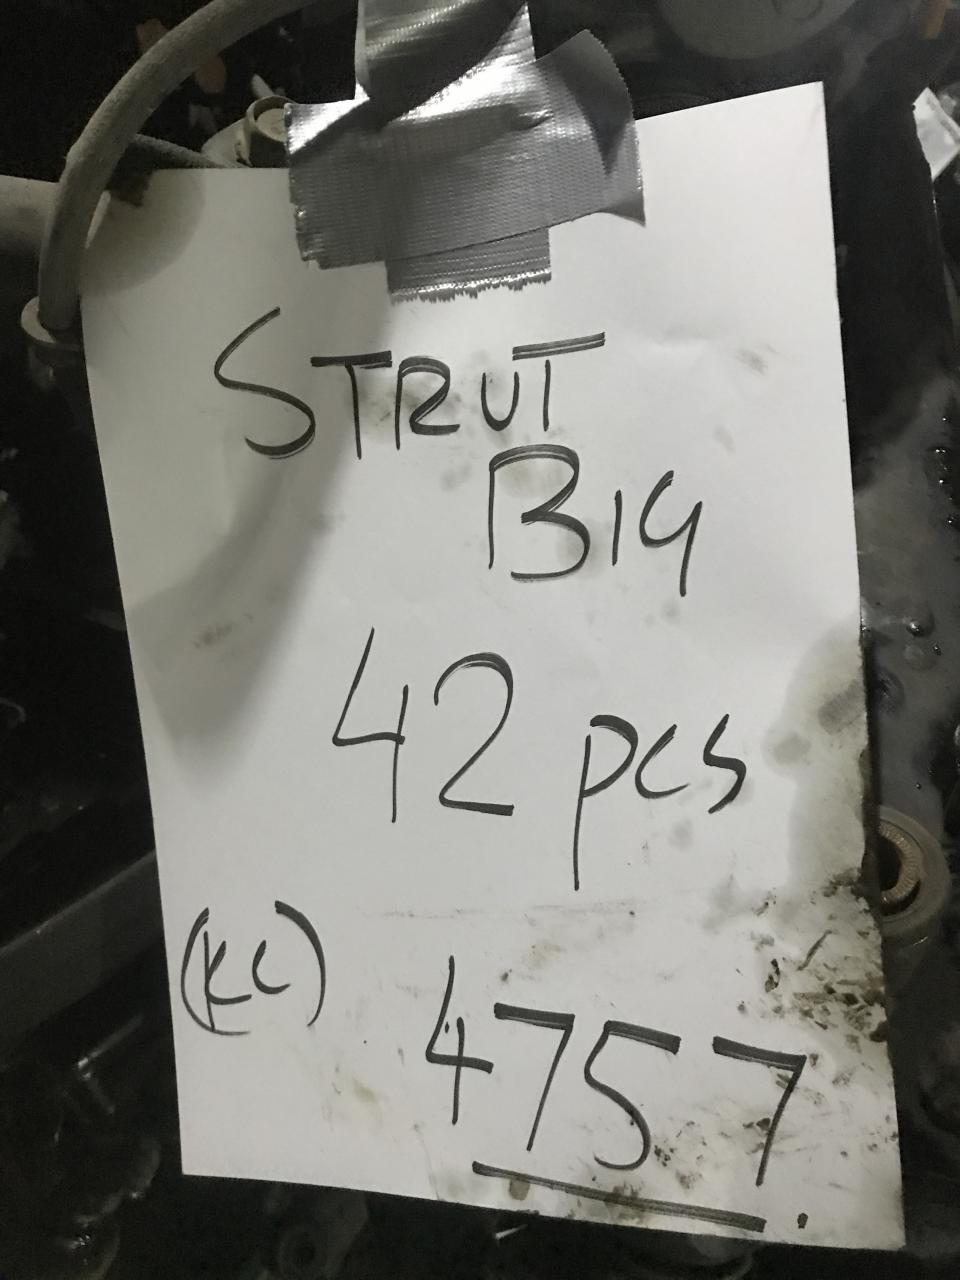 STRUT
BIG
42 pcs
(KC)
4757.